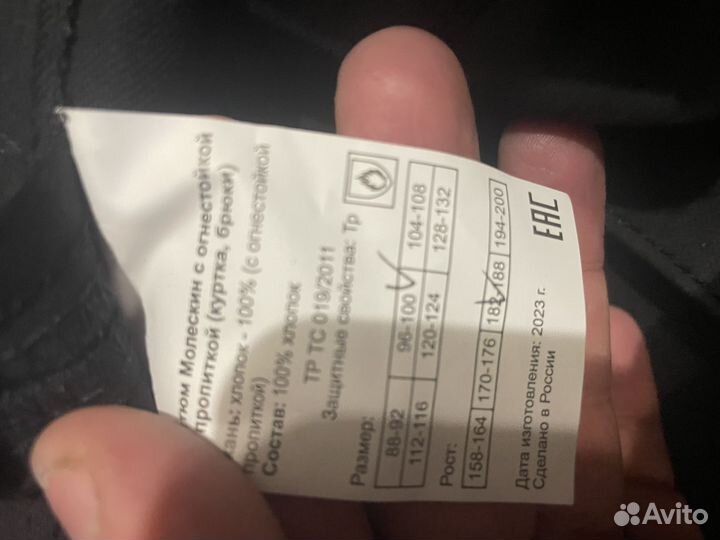 Костюм Молескин с огнестойкой
пропиткой (куртка, брюки)
Ткань: хлопок - 100% (с огнестойкой
пропиткой)
Состав: 100% хлопок
ТР ТС 019/2011
Защитные свойства: Тр
Размер:
88-92 96-100 104-108
112-116 120-124 128-132
Рост:
158-164 170-176 182-188 194-200
Дата изготовления: 2023 г.
Сделано в России
EAC
Avito